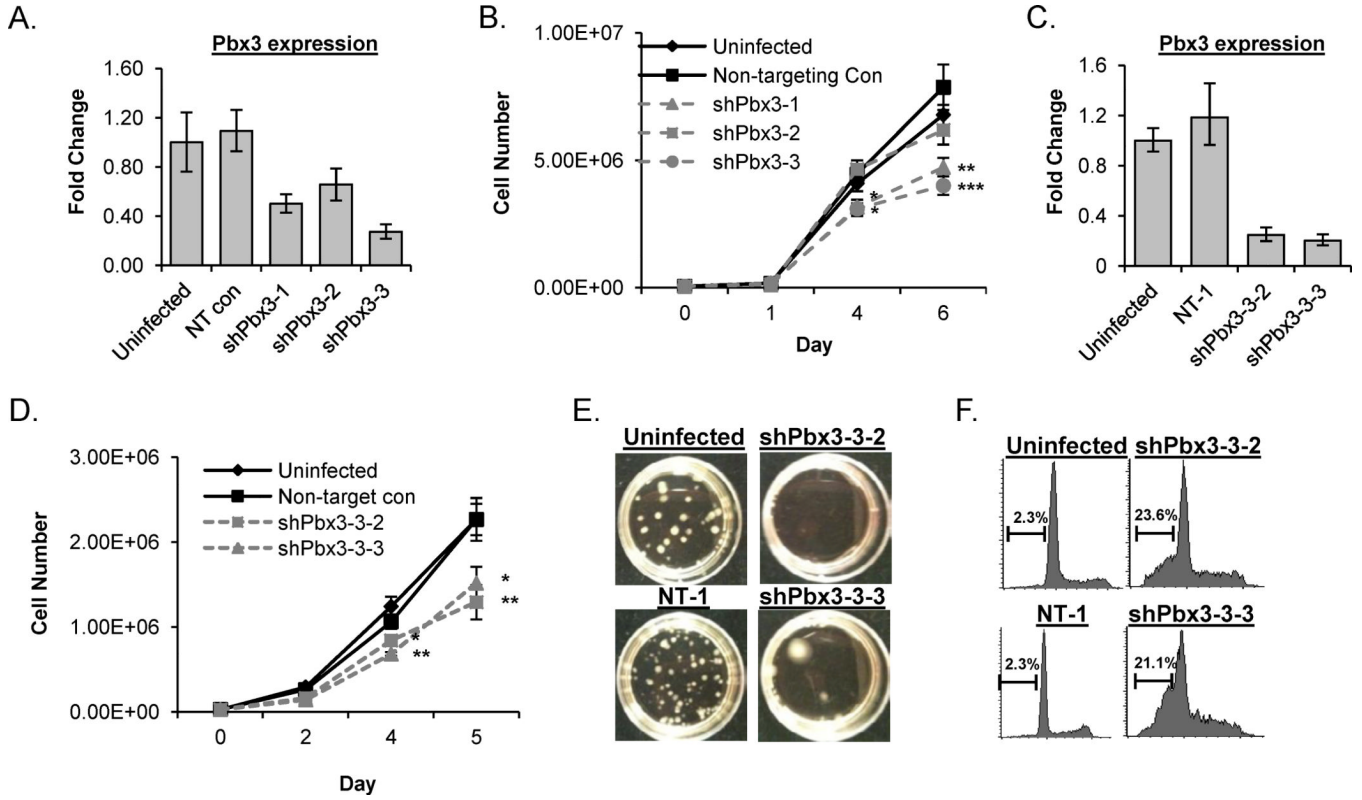 A.
Pbx3 expression
Fold Change
1.60
1.20
0.80
0.40
0.00
Uninfected
NT con
shPbx3-1
shPbx3-2
shPbx3-3
B.
Cell Number
1.00E+07
5.00E+06
0.00E+00
Uninfected
Non-targeting Con
shPbx3-1
shPbx3-2
shPbx3-3
*
*
**
***
0 1 4 6
Day
C.
Pbx3 expression
Fold Change
1.6
1.2
0.8
0.4
0
Uninfected
NT-1
shPbx3-3-2
shPbx3-3-3
D.
Cell Number
3.00E+06
2.00E+06
1.00E+06
0.00E+00
Uninfected
Non-target con
shPbx3-3-2
shPbx3-3-3
*
**
*
**
0 2 4 5
Day
E.
Uninfected shPbx3-3-2
NT-1 shPbx3-3-3
F.
Uninfected shPbx3-3-2
2.3% 23.6%
NT-1 shPbx3-3-3
2.3% 21.1%